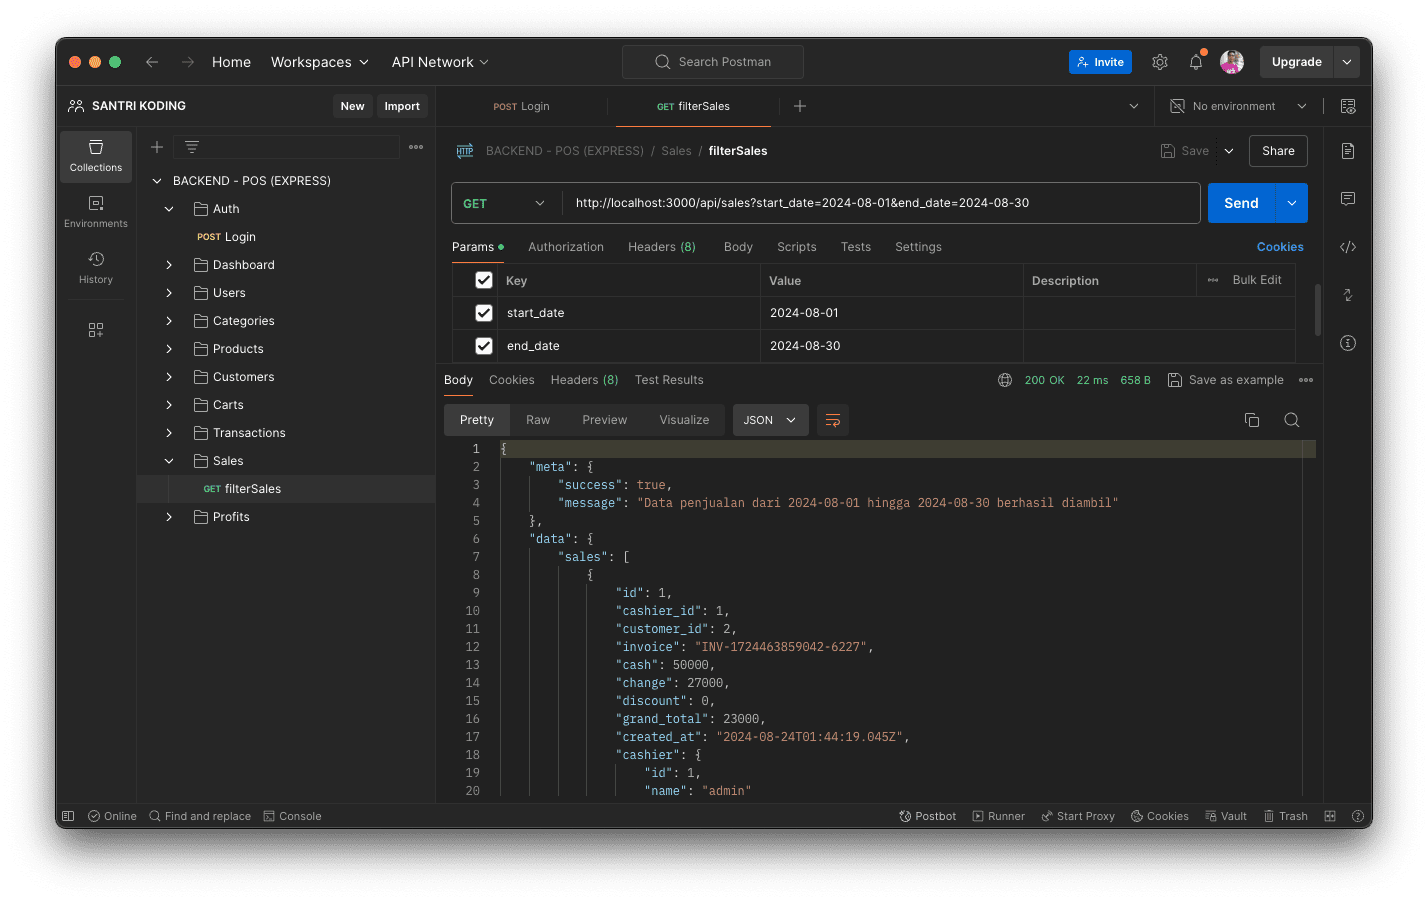 Home Workspaces API Network Search Postman Invite Upgrade
SANTRI KODING New Import
POST Login GET filterSales No environment
Collections
Environments
History
BACKEND - POS (EXPRESS)
Auth
POST Login
Dashboard
Users
Categories
Products
Customers
Carts
Transactions
Sales
GET filterSales
Profits
HTTP BACKEND - POS (EXPRESS) / Sales / filterSales Save Share
GET http://localhost:3000/api/sales?start_date=2024-08-01&end_date=2024-08-30 Send
Params Authorization Headers (8) Body Scripts Tests Settings Cookies
Key Value Description Bulk Edit
start_date 2024-08-01
end_date 2024-08-30
Body Cookies Headers (8) Test Results 200 OK 22 ms 658 B Save as example
Pretty Raw Preview Visualize JSON
1 {
2 "meta": {
3 "success": true,
4 "message": "Data penjualan dari 2024-08-01 hingga 2024-08-30 berhasil diambil"
5 },
6 "data": {
7 "sales": [
8 {
9 "id": 1,
10 "cashier_id": 1,
11 "customer_id": 2,
12 "invoice": "INV-1724463859042-6227",
13 "cash": 50000,
14 "change": 27000,
15 "discount": 0,
16 "grand_total": 23000,
17 "created_at": "2024-08-24T01:44:19.045Z",
18 "cashier": {
19 "id": 1,
20 "name": "admin"
Online Find and replace Console Postbot Runner Start Proxy Cookies Vault Trash